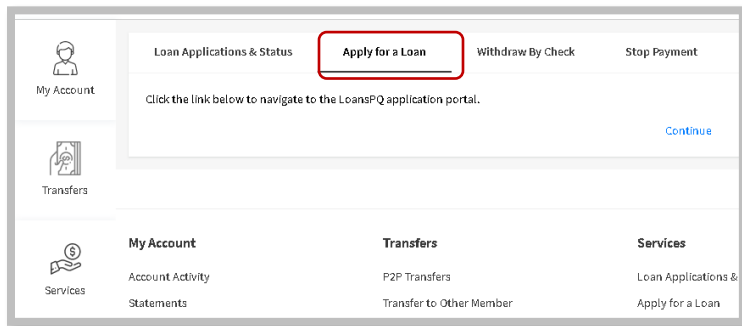 Loan Applications & Status Apply for a Loan Withdraw By Check Stop Payment
My Account
Click the link below to navigate to the LoansPQ application portal.
Continue
Transfers
My Account Transfers Services
Account Activity P2P Transfers Loan Applications &
Services
Statements Transfer to Other Member Apply for a Loan